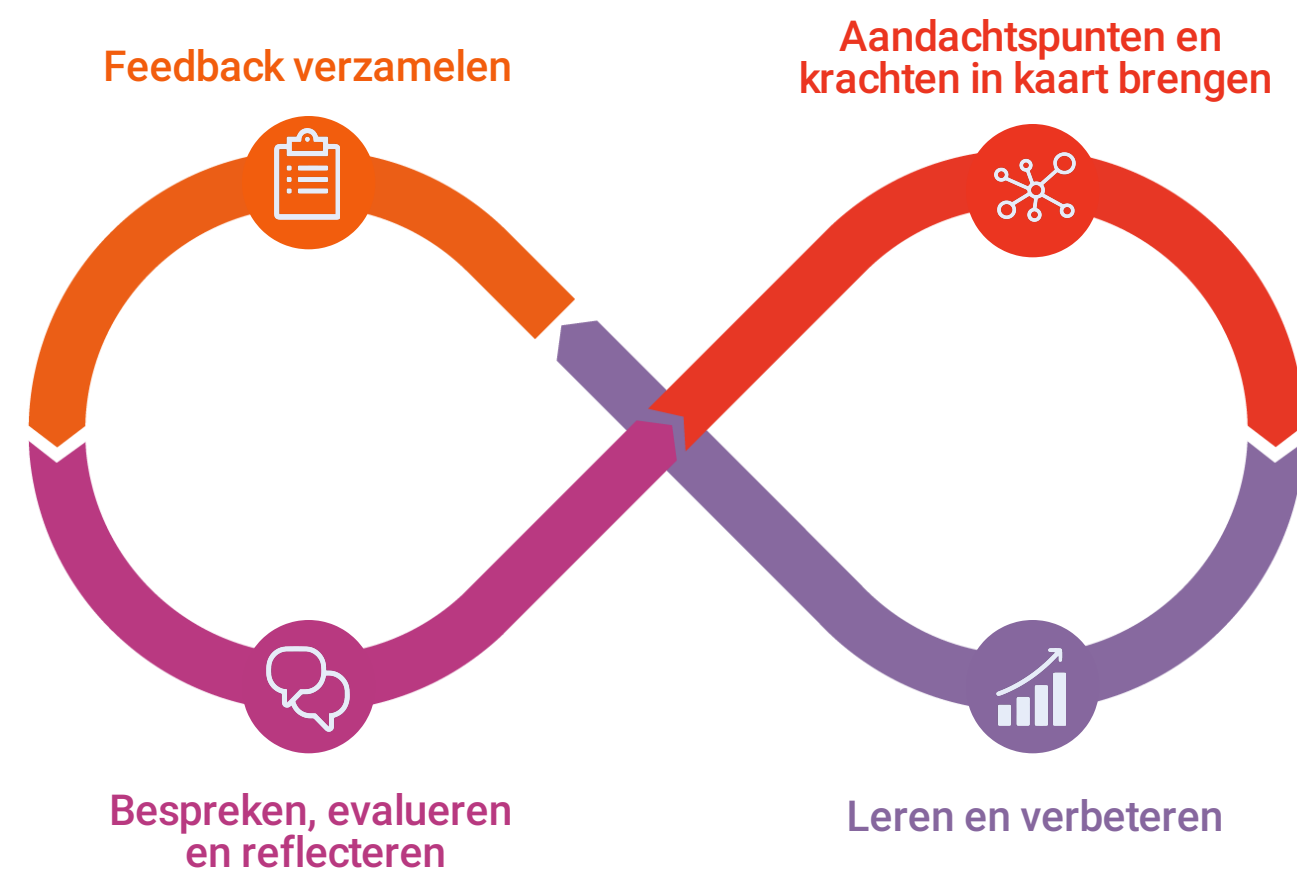 Feedback verzamelen
Aandachtspunten en
krachten in kaart brengen
Bespreken, evalueren
en reflecteren
Leren en verbeteren